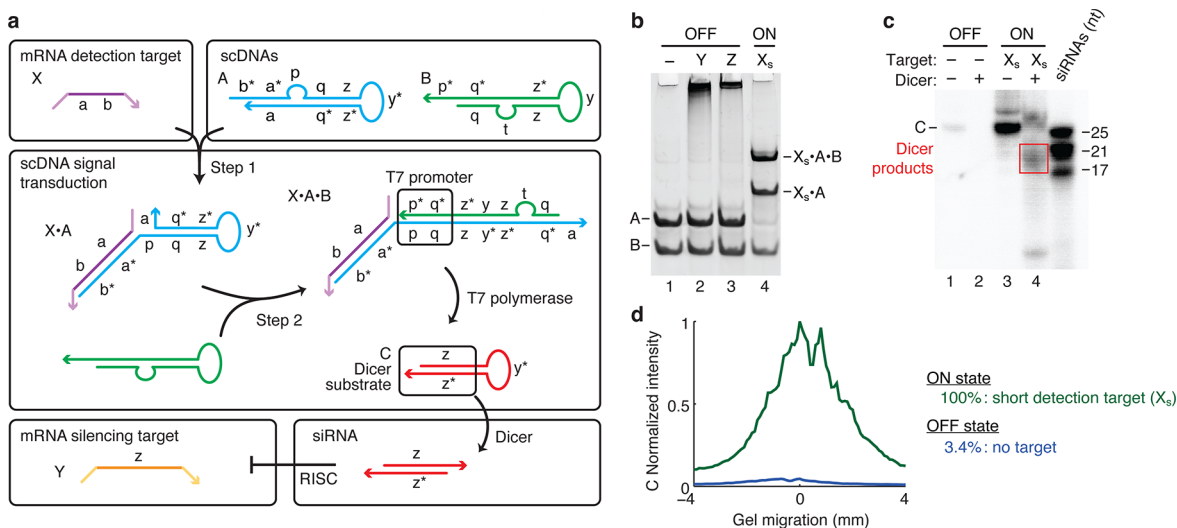 a
mRNA detection target
X
a b
scDNAs
A
b* a* p q z
a q* z*
y*
B
p* q* z*
q t z
y
Step 1
scDNA signal
transduction
X•A
a
a q* z*
y*
p q z
b
a*
b*
X•A•B
T7 promoter
p* q* z* y z t q
p q z y* z* q* a
a
b
a*
b*
Step 2
T7 polymerase
C
Dicer
substrate
z
z*
y*
Dicer
mRNA silencing target
Y
z
siRNA
z
z*
RISC
b
OFF ON
– Y Z Xs
Xs•A•B
Xs•A
A
B
1 2 3 4
c
OFF ON
Target: – – Xs Xs
Dicer: – + – +
siRNAs (nt)
C
Dicer
products
25
21
17
1 2 3 4
d
C Normalized intensity
1
0.5
0
−4 0 4
Gel migration (mm)
ON state
100%: short detection target (Xs)
OFF state
3.4%: no target